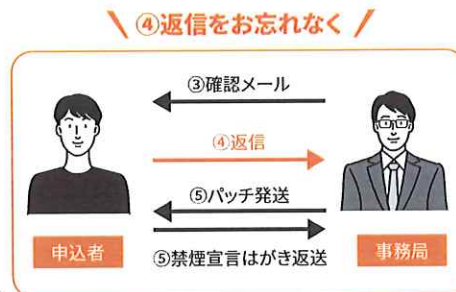 ④返信をお忘れなく
③確認メール
④返信
⑤パッチ発送
⑤禁煙宣言はがき返送
申込者
事務局